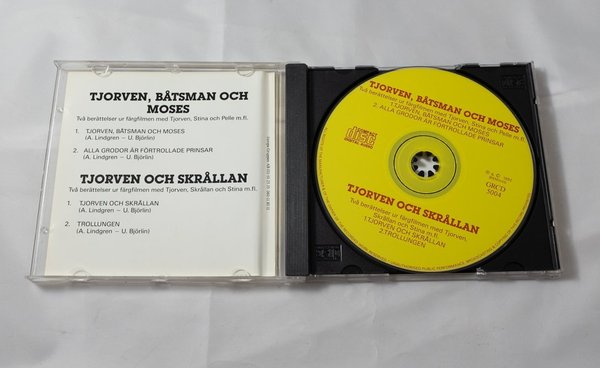 TJORVEN, BÅTSMAN OCH
MOSES
Två berättelser ur färgfilmen med Tjorven, Stina och Pelle m.fl.
1. TJORVEN, BÅTSMAN OCH MOSES
(A. Lindgren – U. Björlin)
2. ALLA GRODOR ÄR FÖRTROLLADE PRINSAR
(A. Lindgren – U. Björlin)
TJORVEN OCH SKRÅLLAN
Två berättelser ur färgfilmen med Tjorven, Skrållan och Stina m.fl.
1. TJORVEN OCH SKRÅLLAN
(A. Lindgren – U. Björlin)
2. TROLLUNGEN
(A. Lindgren – U. Björlin)
TJORVEN, BÅTSMAN OCH MOSES
Två berättelser ur färgfilmen med Tjorven, Stina och Pelle m.fl.
1.TJORVEN, BÅTSMAN OCH MOSES
2. ALLA GRODOR ÄR FÖRTROLLADE PRINSAR
COMPACT
disc
DIGITAL AUDIO
GRCD
5004
TJORVEN OCH SKRÅLLAN
Två berättelser ur färgfilmen med Tjorven,
Skrållan och Stina m.fl.
1.TJORVEN OCH SKRÅLLAN
2.TROLLUNGEN